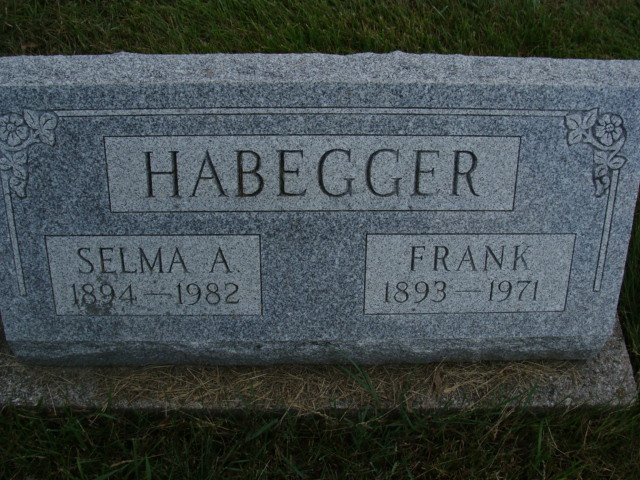 HABEGGER
SELMA A.
1894—1982
FRANK
1893—1971